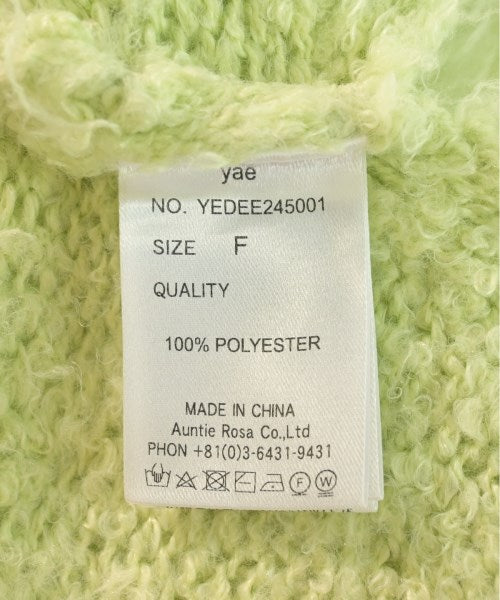 yae
NO. YEDEE245001
SIZE F
QUALITY
100% POLYESTER
MADE IN CHINA
Auntie Rosa Co.,Ltd
PHON +81(0)3-6431-9431
F W